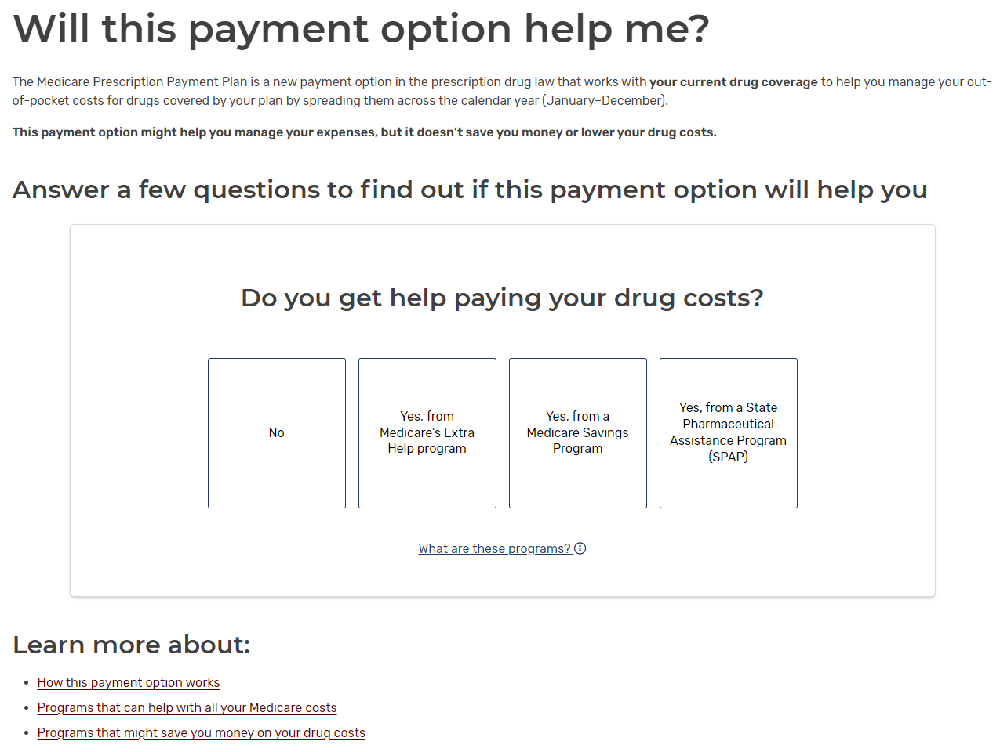 Will this payment option help me?
The Medicare Prescription Payment Plan is a new payment option in the prescription drug law that works with your current drug coverage to help you manage your out-
of-pocket costs for drugs covered by your plan by spreading them across the calendar year (January–December).
This payment option might help you manage your expenses, but it doesn’t save you money or lower your drug costs.
Answer a few questions to find out if this payment option will help you
Do you get help paying your drug costs?
No
Yes, from
Medicare’s Extra
Help program
Yes, from a
Medicare Savings
Program
Yes, from a State
Pharmaceutical
Assistance Program
(SPAP)
What are these programs?
Learn more about:
• How this payment option works
• Programs that can help with all your Medicare costs
• Programs that might save you money on your drug costs